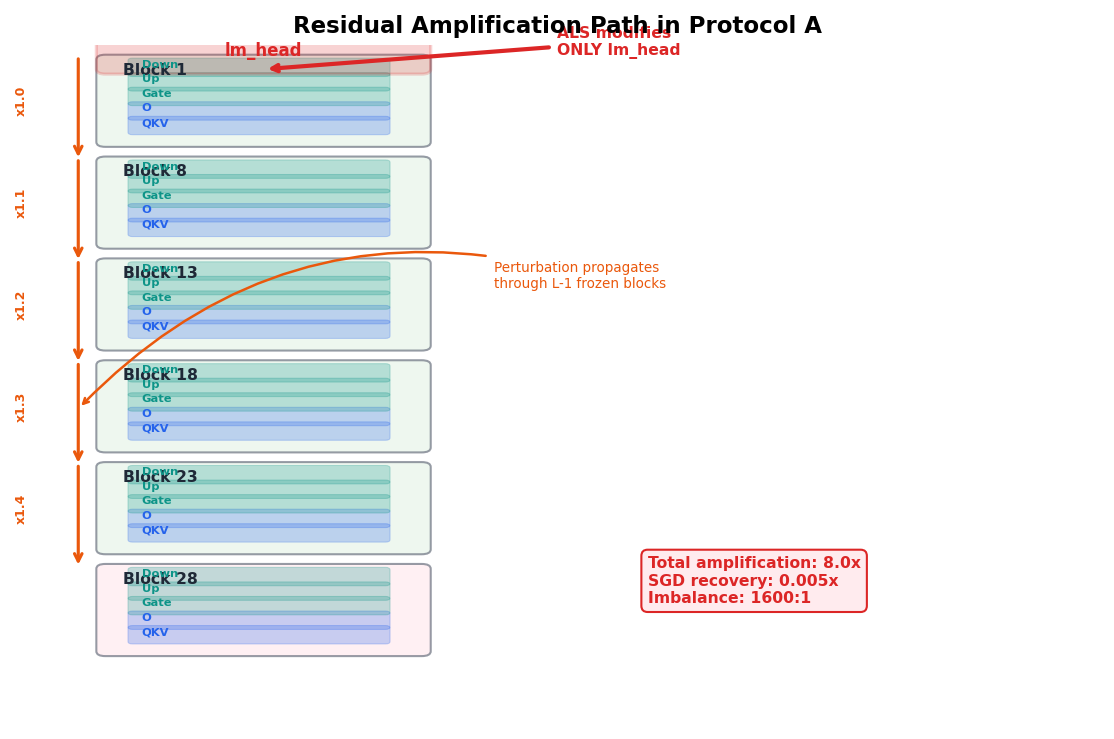 Residual Amplification Path in Protocol A
ALS modifies
ONLY lm_head
lm_head
Block 1
Down
Up
Gate
O
QKV
x1.0
Block 8
Down
Up
Gate
O
QKV
x1.1
Block 13
Down
Up
Gate
O
QKV
x1.2
Perturbation propagates
through L-1 frozen blocks
Block 18
Down
Up
Gate
O
QKV
x1.3
Block 23
Down
Up
Gate
O
QKV
x1.4
Block 28
Down
Up
Gate
O
QKV
Total amplification: 8.0x
SGD recovery: 0.005x
Imbalance: 1600:1